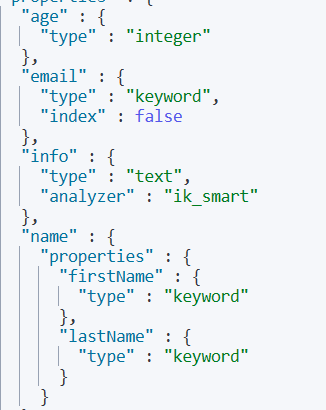 properties : {
"age" : {
"type" : "integer"
},
"email" : {
"type" : "keyword",
"index" : false
},
"info" : {
"type" : "text",
"analyzer" : "ik_smart"
},
"name" : {
"properties" : {
"firstName" : {
"type" : "keyword"
},
"lastName" : {
"type" : "keyword"
}
}